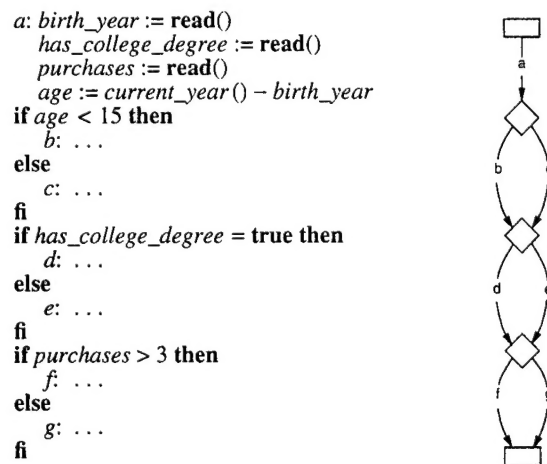 a: birth_year := read()
has_college_degree := read()
purchases := read()
age := current_year() – birth_year
if age < 15 then
b: ...
else
c: ...
fi
if has_college_degree = true then
d: ...
else
e: ...
fi
if purchases > 3 then
f: ...
else
g: ...
fi
a
b
d
e
f
g